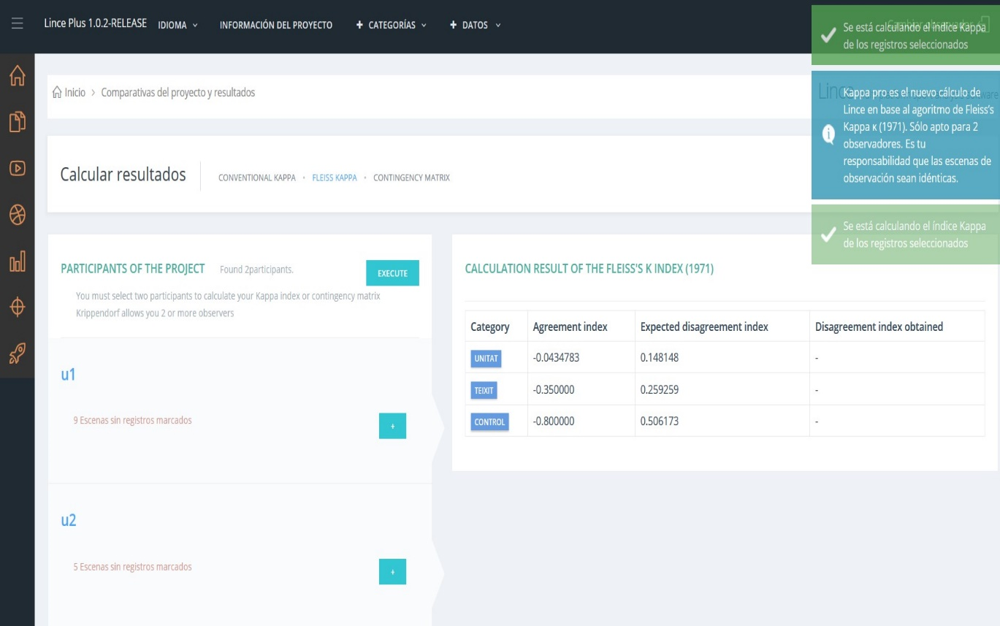 Lince Plus 1.0.2-RELEASE IDIOMA INFORMACIÓN DEL PROYECTO + CATEGORÍAS + DATOS
Se está calculando el índice Kappa
de los registros seleccionados
Inicio > Comparativas del proyecto y resultados
Kappa pro es el nuevo cálculo de
Lince en base al agoritmo de Fleiss's
Kappa κ (1971). Sólo apto para 2
observadores. Es tu
responsabilidad que las escenas de
observación sean idénticas.
Calcular resultados CONVENTIONAL KAPPA • FLEISS KAPPA • CONTINGENCY MATRIX
Se está calculando el índice Kappa
de los registros seleccionados
PARTICIPANTS OF THE PROJECT Found 2participants. EXECUTE
You must select two participants to calculate your Kappa index or contingency matrix
Krippendorf allows you 2 or more observers
u1
9 Escenas sin registros marcados +
u2
5 Escenas sin registros marcados +
CALCULATION RESULT OF THE FLEISS'S K INDEX (1971)
Category Agreement index Expected disagreement index Disagreement index obtained
UNITAT -0.0434783 0.148148 -
TEIXIT -0.350000 0.259259 -
CONTROL -0.800000 0.506173 -
Lince